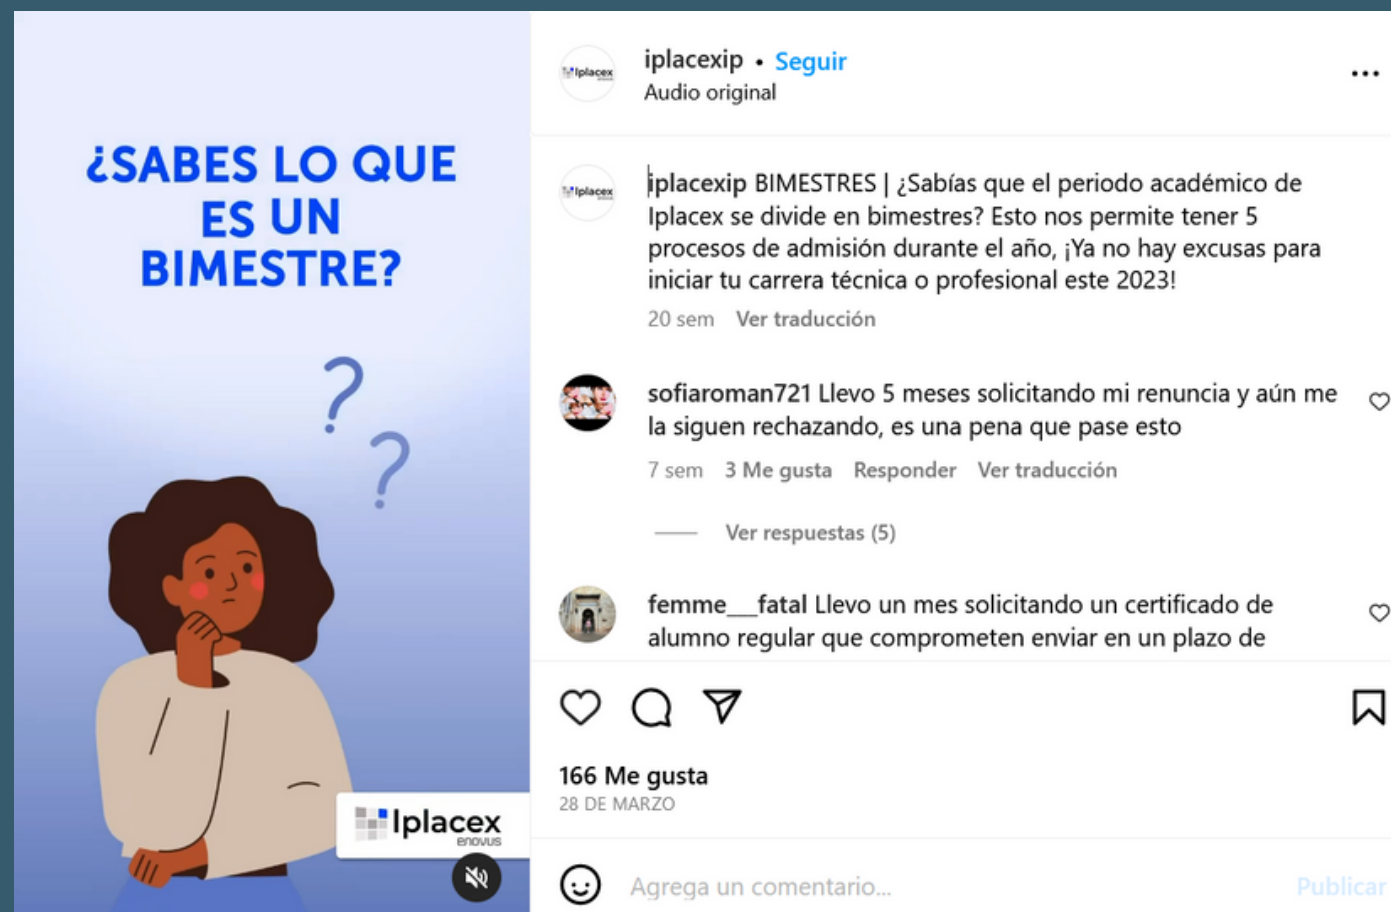 ¿SABES LO QUE
ES UN
BIMESTRE?
?
?
Iplacex
enovus
Iplacex
iplacexip • Seguir
Audio original
Iplacex
iplacexip BIMESTRES | ¿Sabías que el periodo académico de
Iplacex se divide en bimestres? Esto nos permite tener 5
procesos de admisión durante el año, ¡Ya no hay excusas para
iniciar tu carrera técnica o profesional este 2023!
20 sem Ver traducción
sofiaroman721 Llevo 5 meses solicitando mi renuncia y aún me
la siguen rechazando, es una pena que pase esto
7 sem 3 Me gusta Responder Ver traducción
Ver respuestas (5)
femme___fatal Llevo un mes solicitando un certificado de
alumno regular que comprometen enviar en un plazo de
166 Me gusta
28 DE MARZO
Agrega un comentario...
Publicar